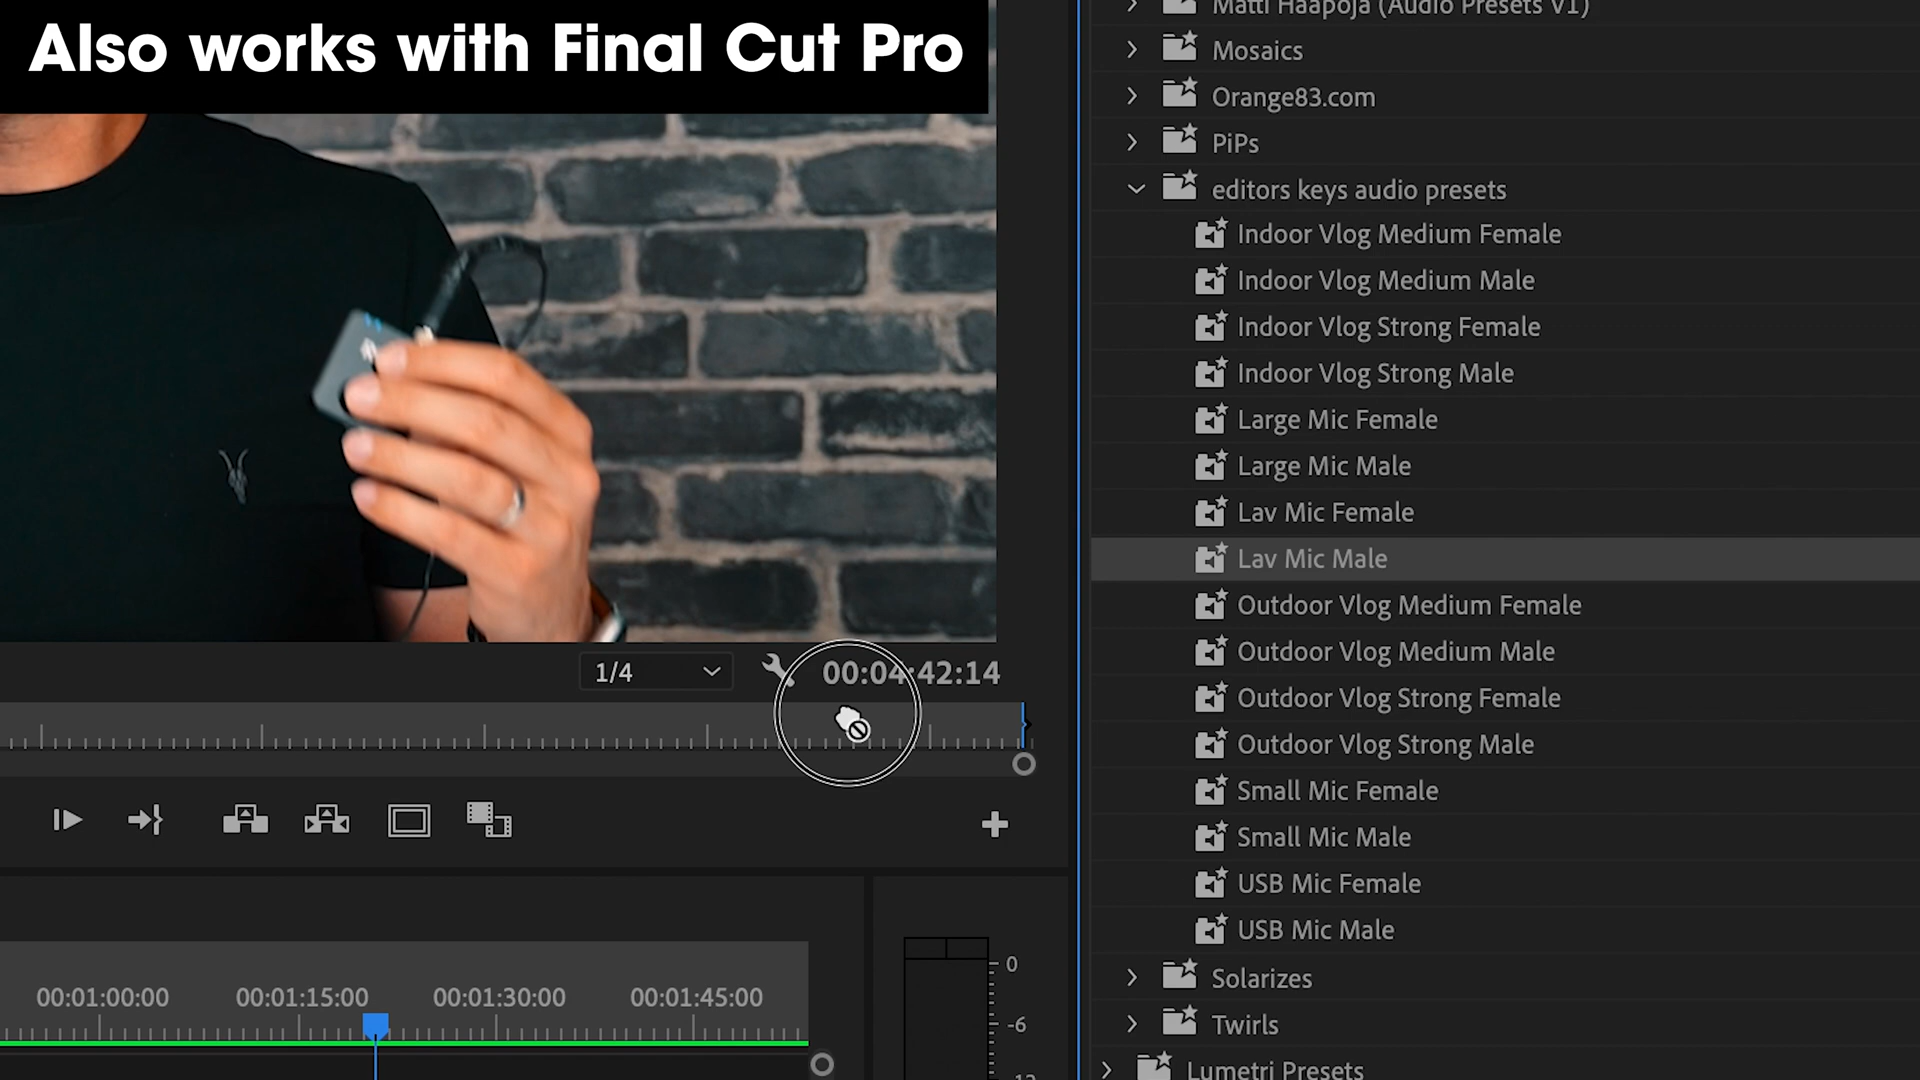 Also works with Final Cut Pro
1/4
00:04:42:14
00:01:00:00
00:01:15:00
00:01:30:00
00:01:45:00
0
-6
Matti Haapoja (Audio Presets V1)
Mosaics
Orange83.com
PiPs
editors keys audio presets
Indoor Vlog Medium Female
Indoor Vlog Medium Male
Indoor Vlog Strong Female
Indoor Vlog Strong Male
Large Mic Female
Large Mic Male
Lav Mic Female
Lav Mic Male
Outdoor Vlog Medium Female
Outdoor Vlog Medium Male
Outdoor Vlog Strong Female
Outdoor Vlog Strong Male
Small Mic Female
Small Mic Male
USB Mic Female
USB Mic Male
Solarizes
Twirls
Lumetri Presets